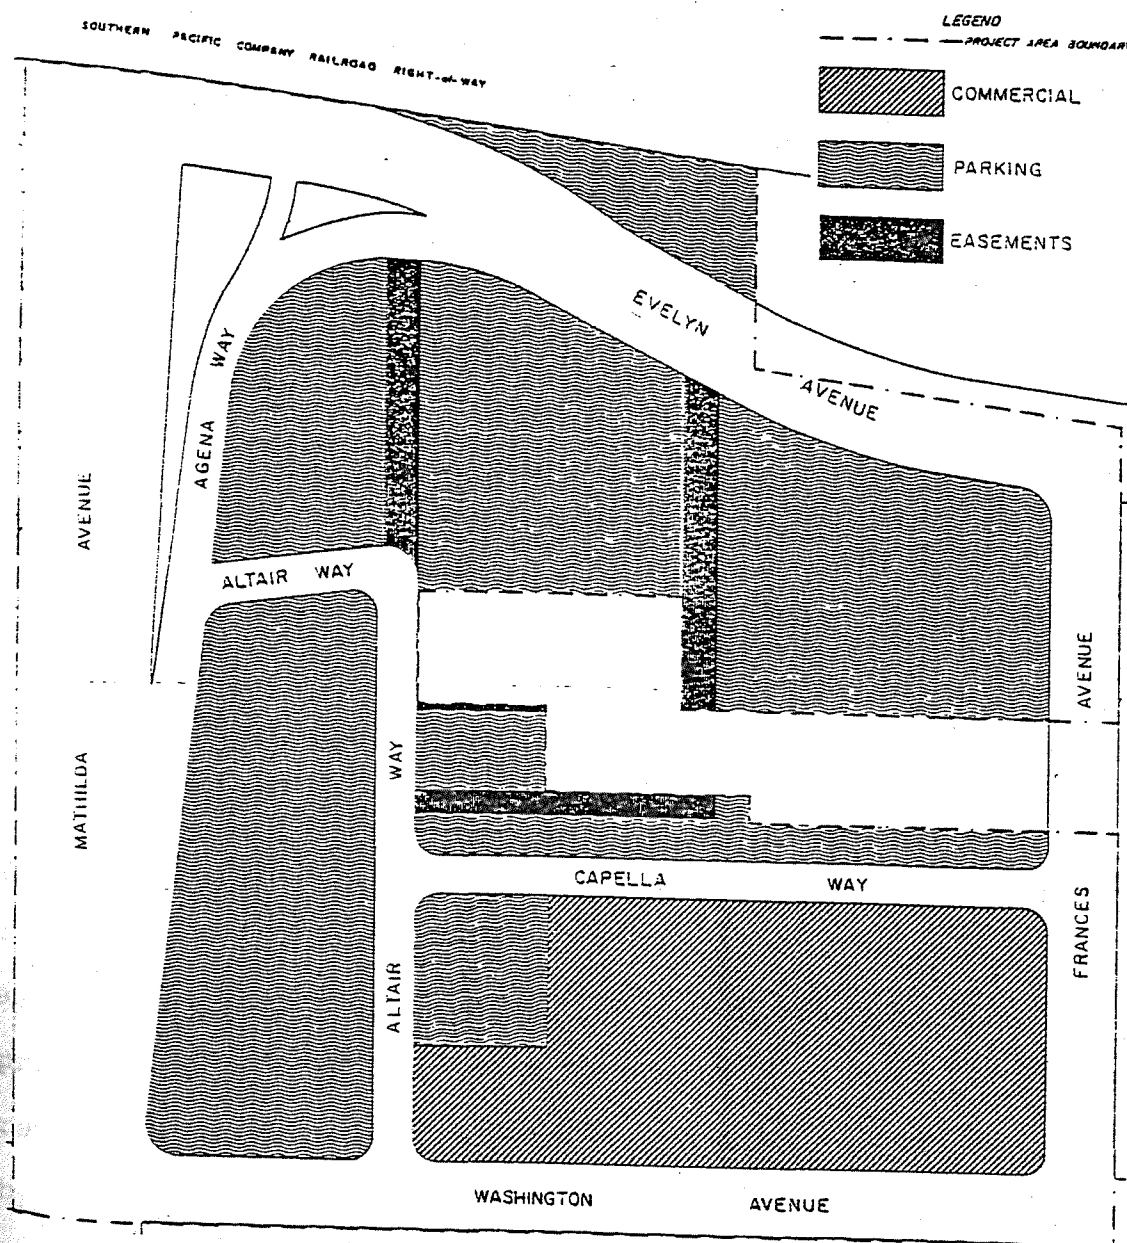 SOUTHERN PACIFIC COMPANY RAILROAD RIGHT-of-WAY
LEGEND
PROJECT AREA BOUNDARY
COMMERCIAL
PARKING
EASEMENTS
EVELYN
AVENUE
AGENA WAY
AVENUE
MATHILDA
ALTAIR WAY
WAY
ALTAIR
AVENUE
FRANCES
CAPELLA WAY
WASHINGTON AVENUE